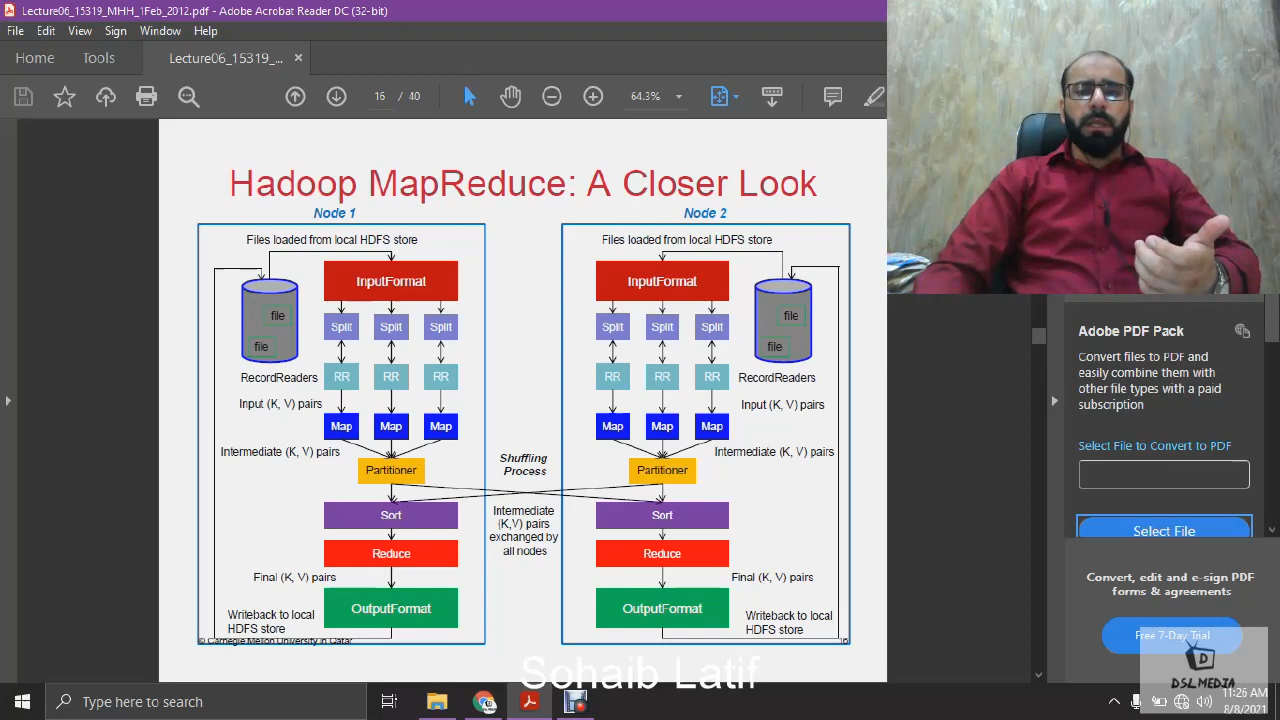 Lecture06_15319_MHH_1Feb_2012.pdf - Adobe Acrobat Reader DC (32-bit)
File Edit View Sign Window Help
Home Tools Lecture06_15319_... ×
16 / 40 64.3%
Hadoop MapReduce: A Closer Look
Node 1
Files loaded from local HDFS store
InputFormat
file
file
Split Split Split
RecordReaders
RR RR RR
Input (K, V) pairs
Map Map Map
Intermediate (K, V) pairs
Partitioner
Sort
Reduce
Final (K, V) pairs
OutputFormat
Writeback to local
HDFS store
© Carnegie Mellon University in Qatar
Shuffling
Process
Intermediate
(K,V) pairs
exchanged by
all nodes
Node 2
Files loaded from local HDFS store
InputFormat
file
file
Split Split Split
RR RR RR
RecordReaders
Input (K, V) pairs
Map Map Map
Intermediate (K, V) pairs
Partitioner
Sort
Reduce
Final (K, V) pairs
OutputFormat
Writeback to local
HDFS store
16
Adobe PDF Pack
Convert files to PDF and
easily combine them with
other file types with a paid
subscription
Select File to Convert to PDF
Select File
Convert, edit and e-sign PDF
forms & agreements
Free 7-Day Trial
D
DSL MEDIA
Sohaib Latif
Type here to search
11:26 AM
8/8/2021